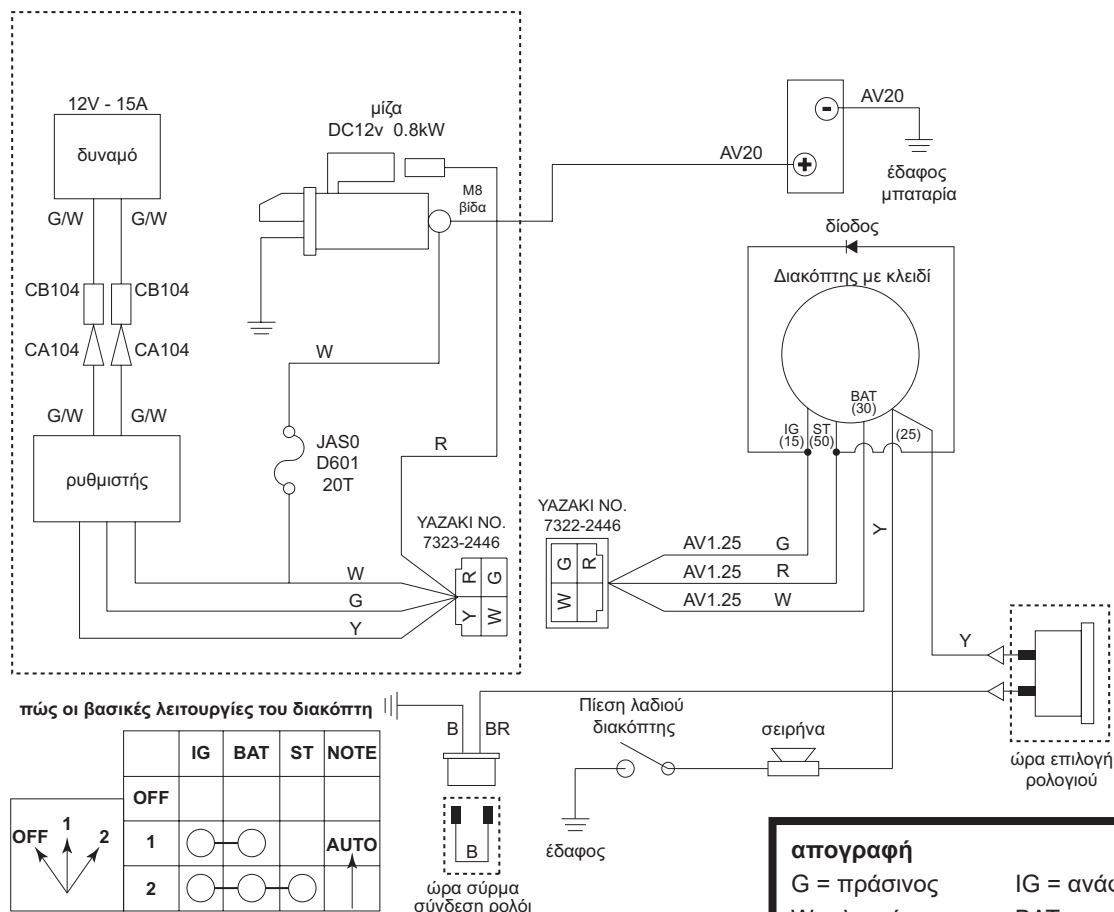 12V - 15A
δυναμό
G/W G/W
CB104 CB104
CA104 CA104
G/W G/W
ρυθμιστής
μίζα
DC12v 0.8kW
M8
βίδα
W
JAS0
D601
20T
R
YAZAKI NO.
7323-2446
R G
Y W
W
G
Y
AV20
AV20
-
+
έδαφος
μπαταρία
δίοδος
Διακόπτης με κλειδί
BAT
(30)
IG
(15)
ST
(50)
(25)
YAZAKI NO.
7322-2446
G R
W
AV1.25 G
AV1.25 R
AV1.25 W
Y
Y
ώρα επιλογή
ρολογιού
πώς οι βασικές λειτουργίες του διακόπτη
IG BAT ST NOTE
OFF
1 AUTO
2
OFF 1 2
B BR
B
ώρα σύρμα
σύνδεση ρολόι
Πίεση λαδιού
διακόπτης
σειρήνα
έδαφος
απογραφή
G = πράσινος